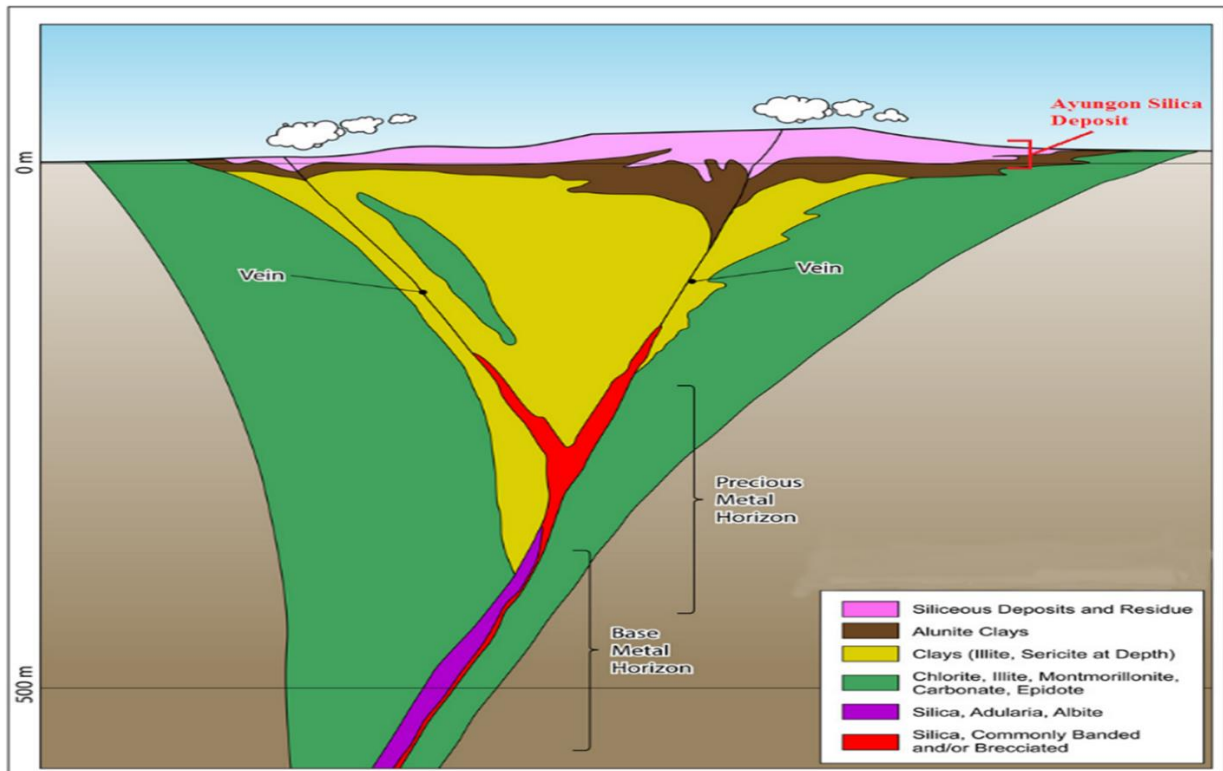 Ayungon Silica
Deposit
0 m
Vein
Vein
Precious
Metal
Horizon
Base
Metal
Horizon
500 m
Siliceous Deposits and Residue
Alunite Clays
Clays (Illite, Sericite at Depth)
Chlorite, Illite, Montmorillonite,
Carbonate, Epidote
Silica, Adularia, Albite
Silica, Commonly Banded
and/or Brecciated